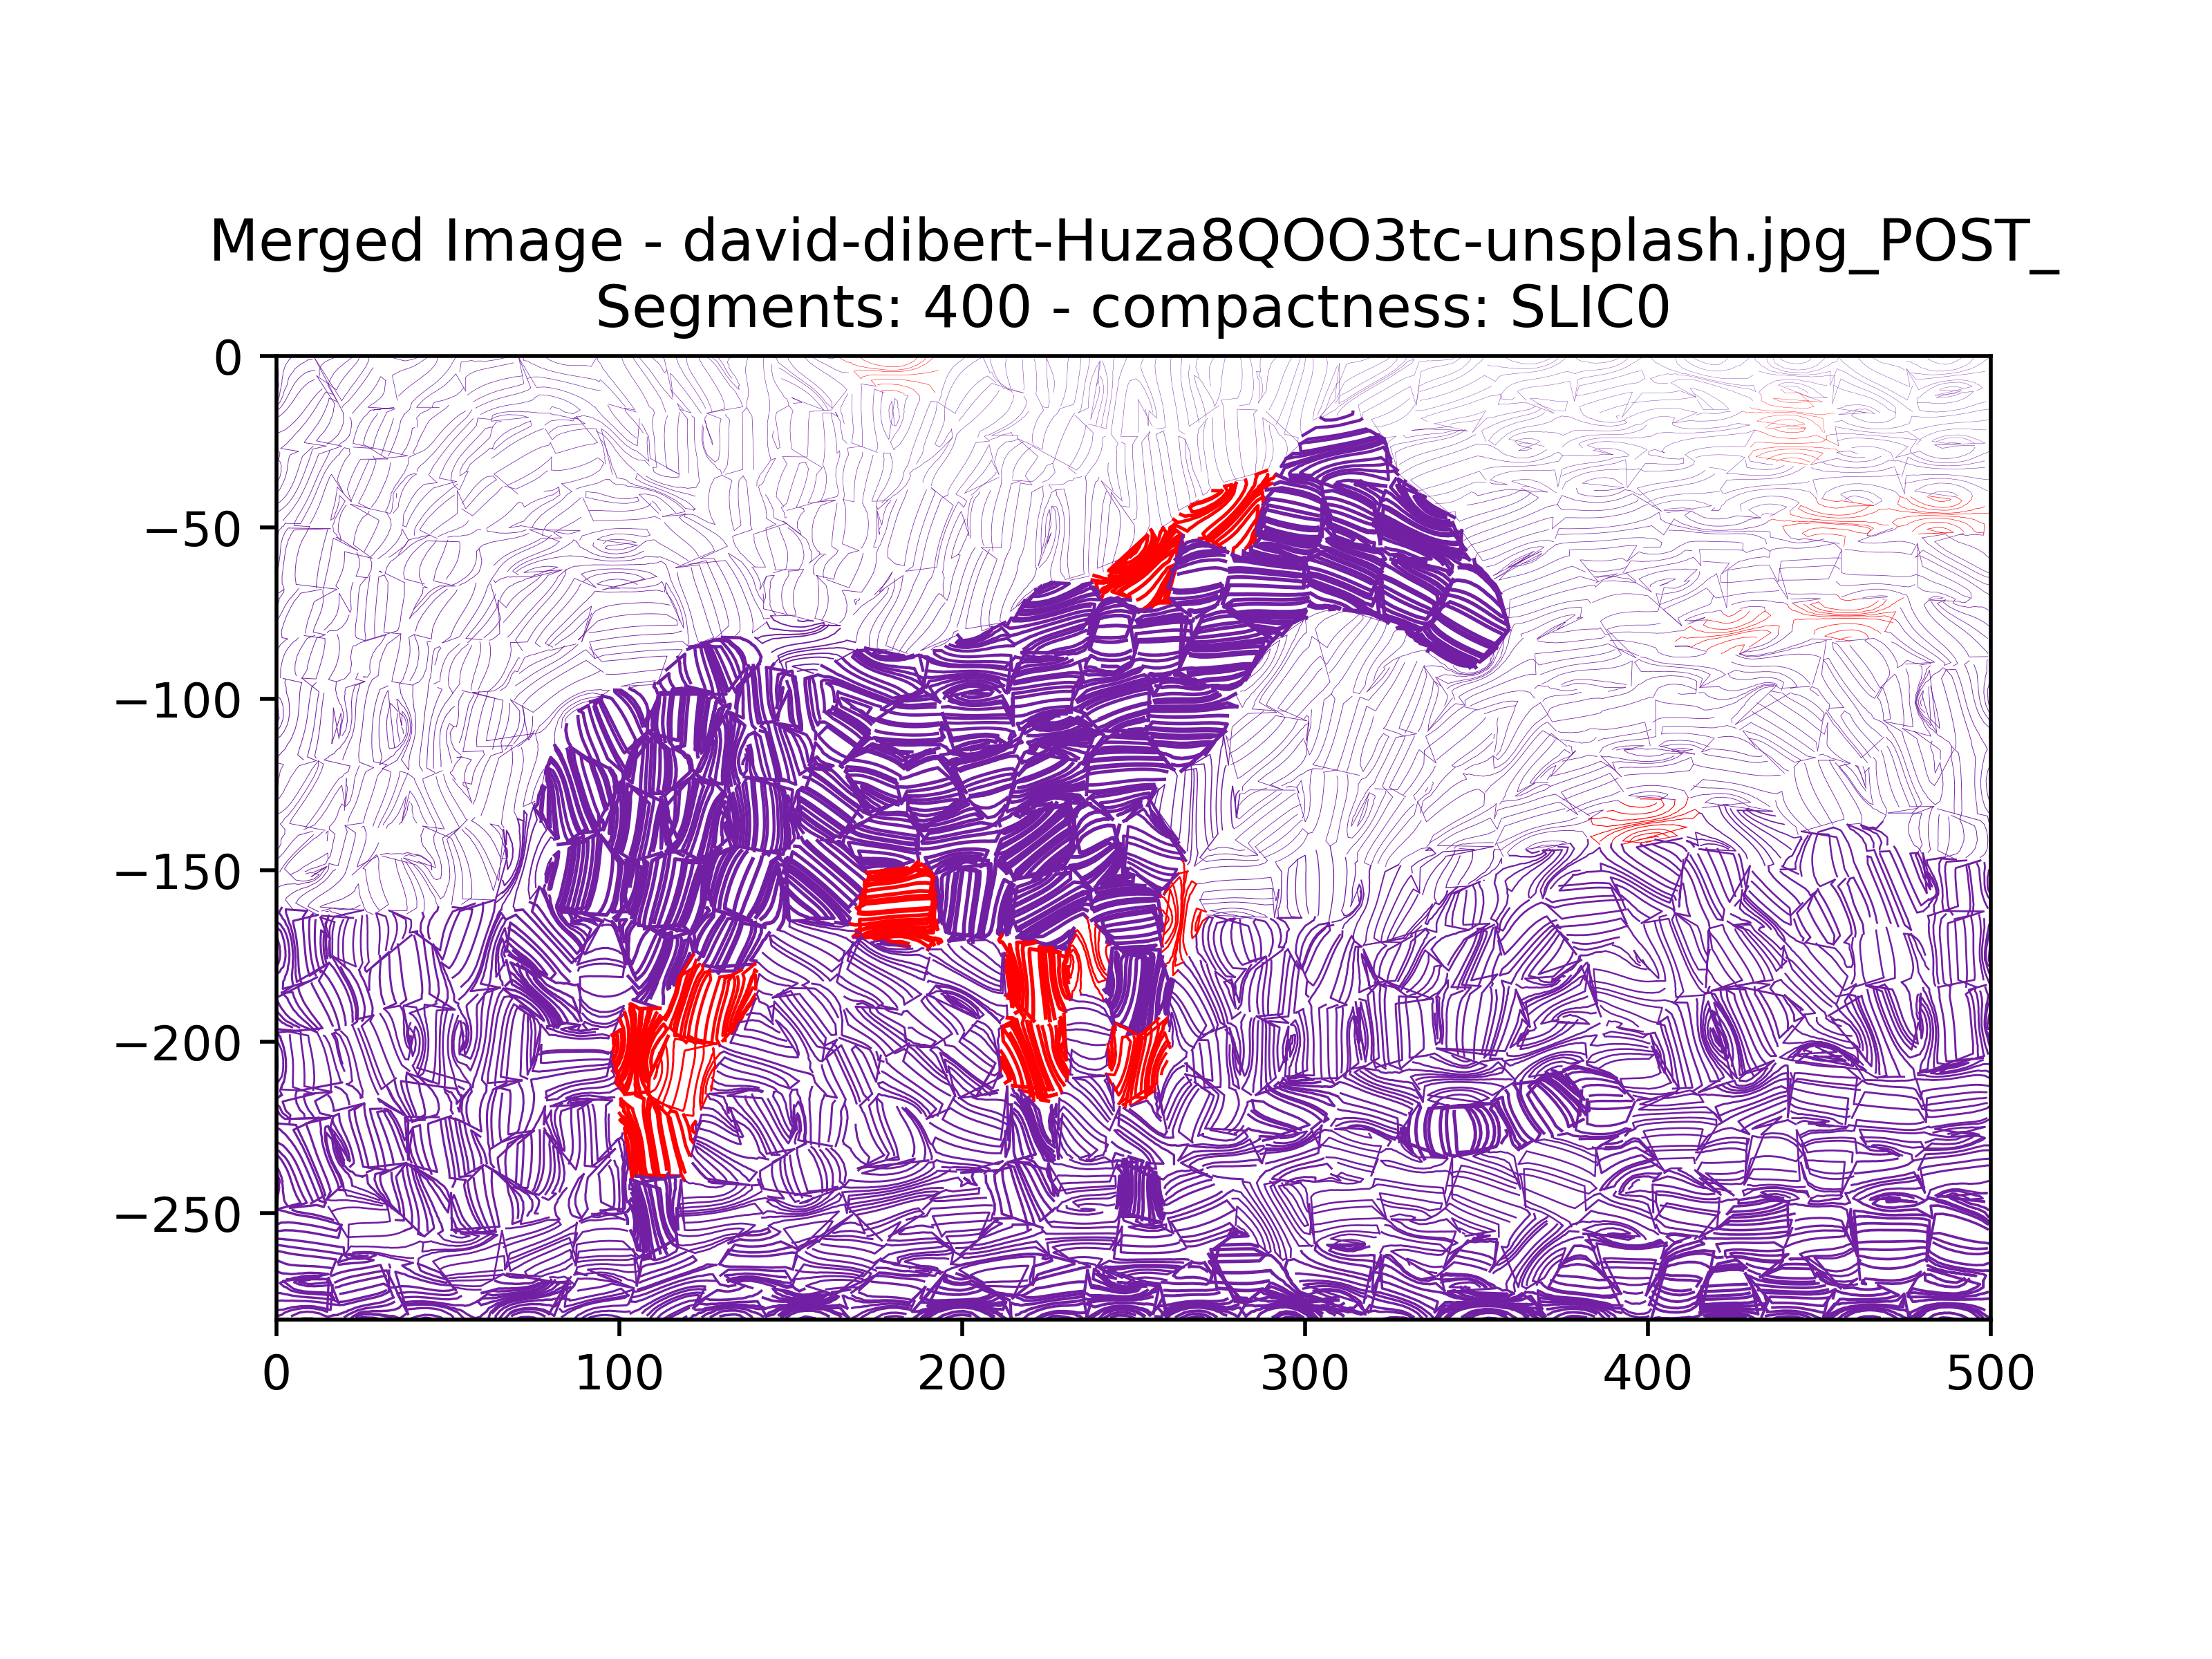 Merged Image - david-dibert-Huza8QOO3tc-unsplash.jpg_POST_
Segments: 400 - compactness: SLIC0
0
−50
−100
−150
−200
−250
0 100 200 300 400 500